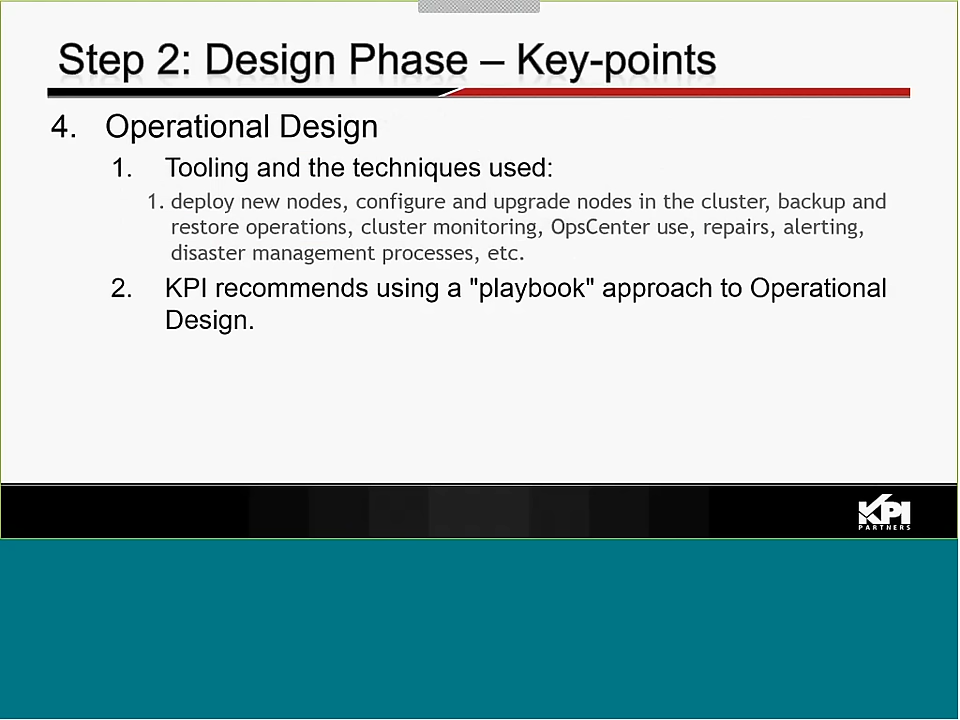 Step 2: Design Phase – Key-points
4. Operational Design
1. Tooling and the techniques used:
1. deploy new nodes, configure and upgrade nodes in the cluster, backup and
restore operations, cluster monitoring, OpsCenter use, repairs, alerting,
disaster management processes, etc.
2. KPI recommends using a "playbook" approach to Operational
Design.
KPI
PARTNERS